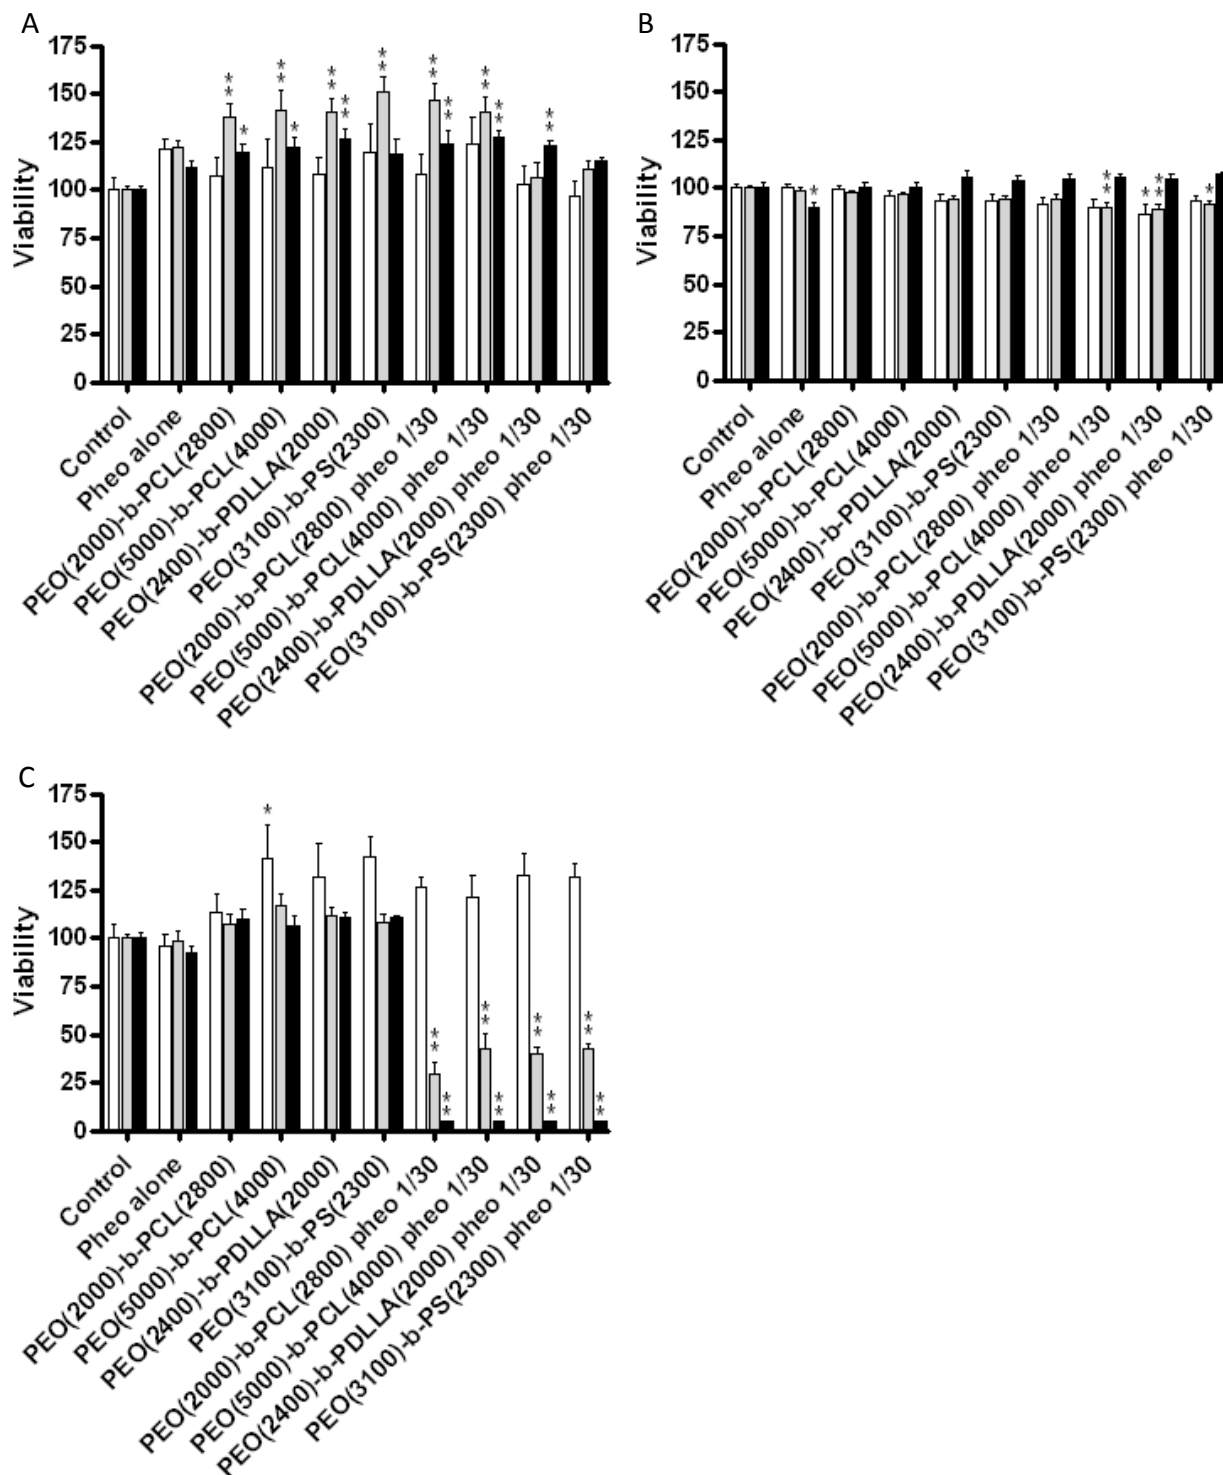 A
175
150
125
100
75
50
25
0
Viability
* *
* *
*
* *
*
* *
* *
* *
* *
* *
* *
* *
* *
Control
Pheo alone
PEO(2000)-b-PCL(2800)
PEO(5000)-b-PCL(4000)
PEO(2400)-b-PDLLA(2000)
PEO(3100)-b-PS(2300)
PEO(2000)-b-PCL(2800) pheo 1/30
PEO(5000)-b-PCL(4000) pheo 1/30
PEO(2400)-b-PDLLA(2000) pheo 1/30
PEO(3100)-b-PS(2300) pheo 1/30
B
175
150
125
100
75
50
25
0
Viability
*
* *
*
* *
*
Control
Pheo alone
PEO(2000)-b-PCL(2800)
PEO(5000)-b-PCL(4000)
PEO(2400)-b-PDLLA(2000)
PEO(3100)-b-PS(2300)
PEO(2000)-b-PCL(2800) pheo 1/30
PEO(5000)-b-PCL(4000) pheo 1/30
PEO(2400)-b-PDLLA(2000) pheo 1/30
PEO(3100)-b-PS(2300) pheo 1/30
C
175
150
125
100
75
50
25
0
Viability
*
* *
* *
* *
* *
* *
* *
* *
* *
Control
Pheo alone
PEO(2000)-b-PCL(2800)
PEO(5000)-b-PCL(4000)
PEO(2400)-b-PDLLA(2000)
PEO(3100)-b-PS(2300)
PEO(2000)-b-PCL(2800) pheo 1/30
PEO(5000)-b-PCL(4000) pheo 1/30
PEO(2400)-b-PDLLA(2000) pheo 1/30
PEO(3100)-b-PS(2300) pheo 1/30